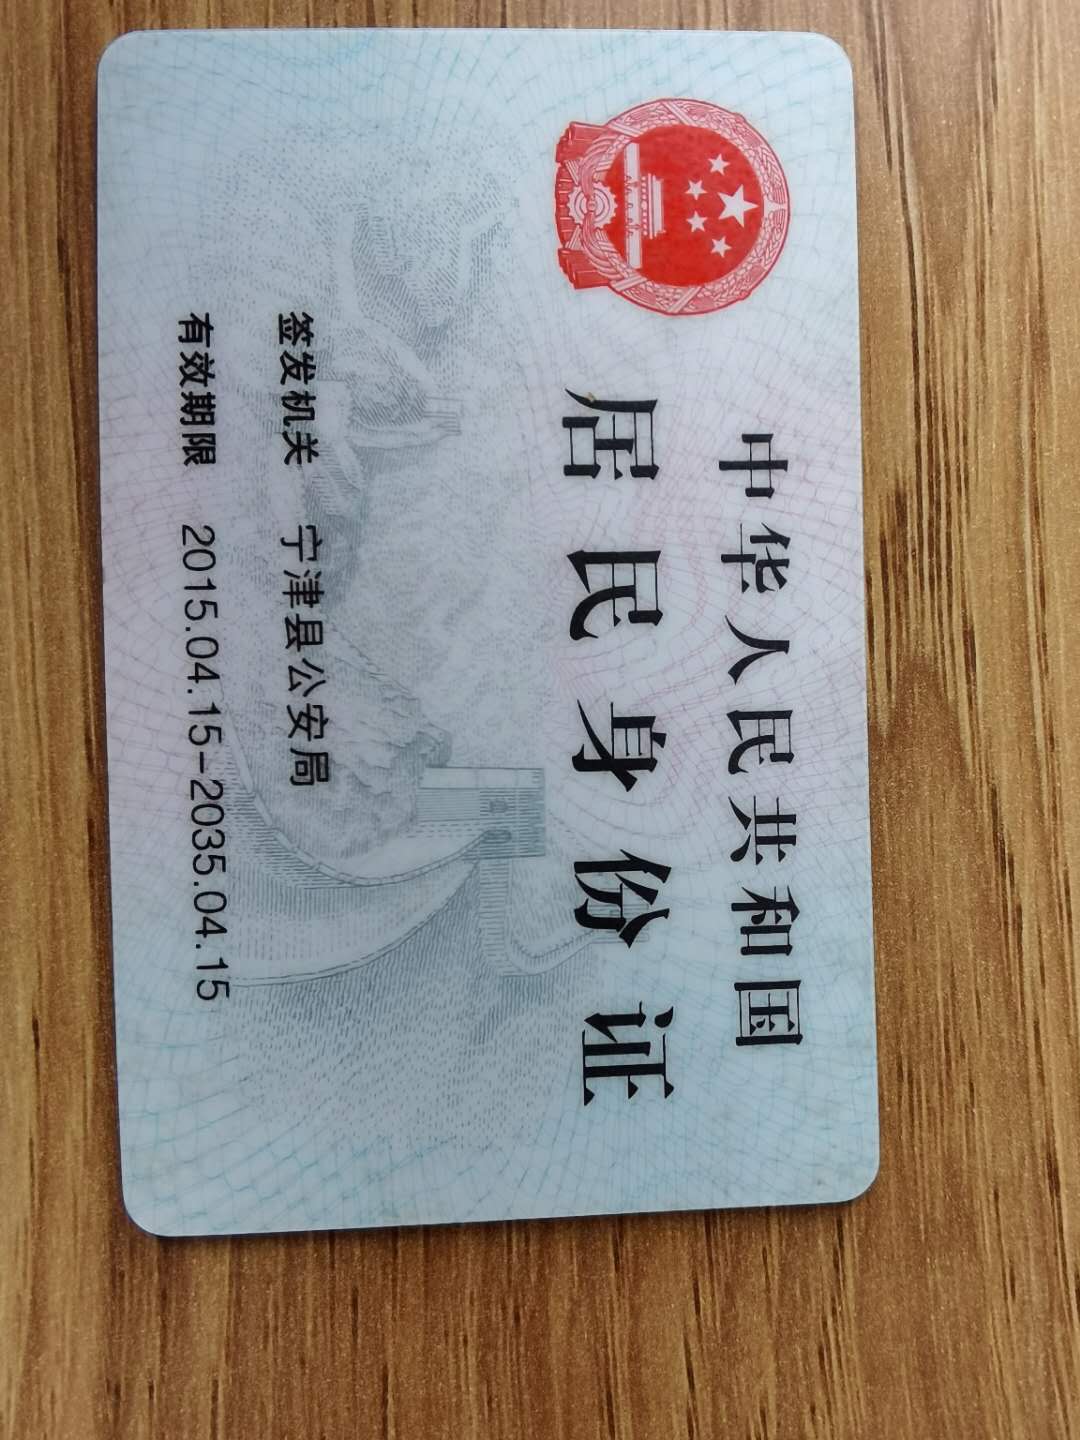 中华人民共和国
居民身份证
签发机关 宁津县公安局
有效期限 2015.04.15-2035.04.15